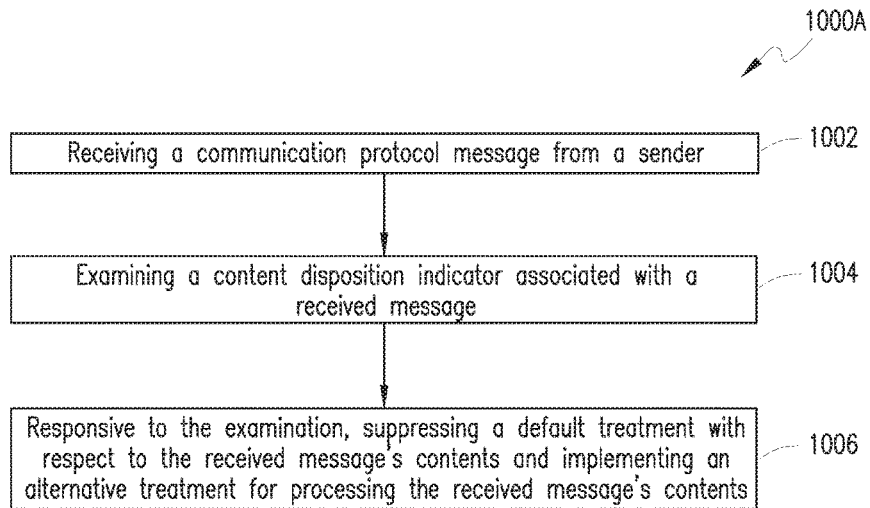 1000A
Receiving a communication protocol message from a sender
1002
Examining a content disposition indicator associated with a
received message
1004
Responsive to the examination, suppressing a default treatment with
respect to the received message's contents and implementing an
alternative treatment for processing the received message's contents
1006